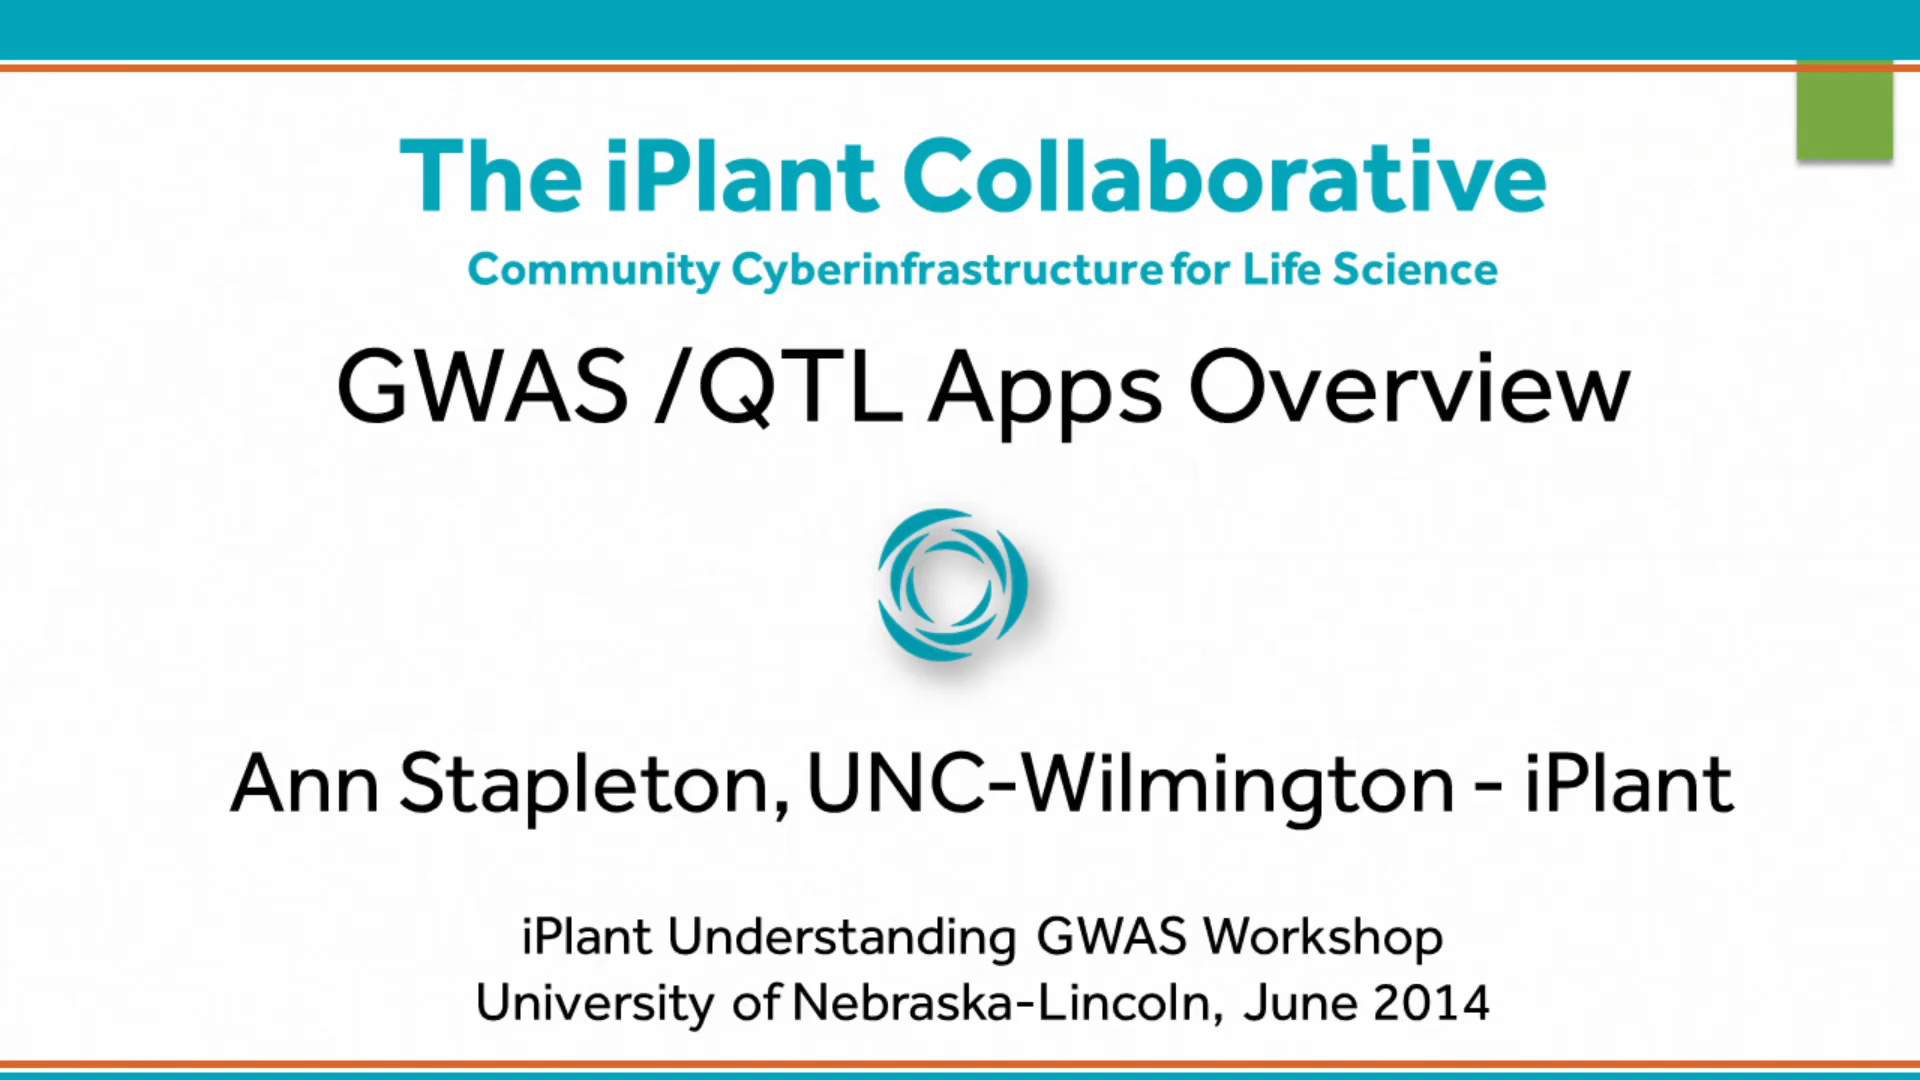 The iPlant Collaborative
Community Cyberinfrastructure for Life Science
GWAS /QTL Apps Overview
Ann Stapleton, UNC-Wilmington - iPlant
iPlant Understanding GWAS Workshop
University of Nebraska-Lincoln, June 2014